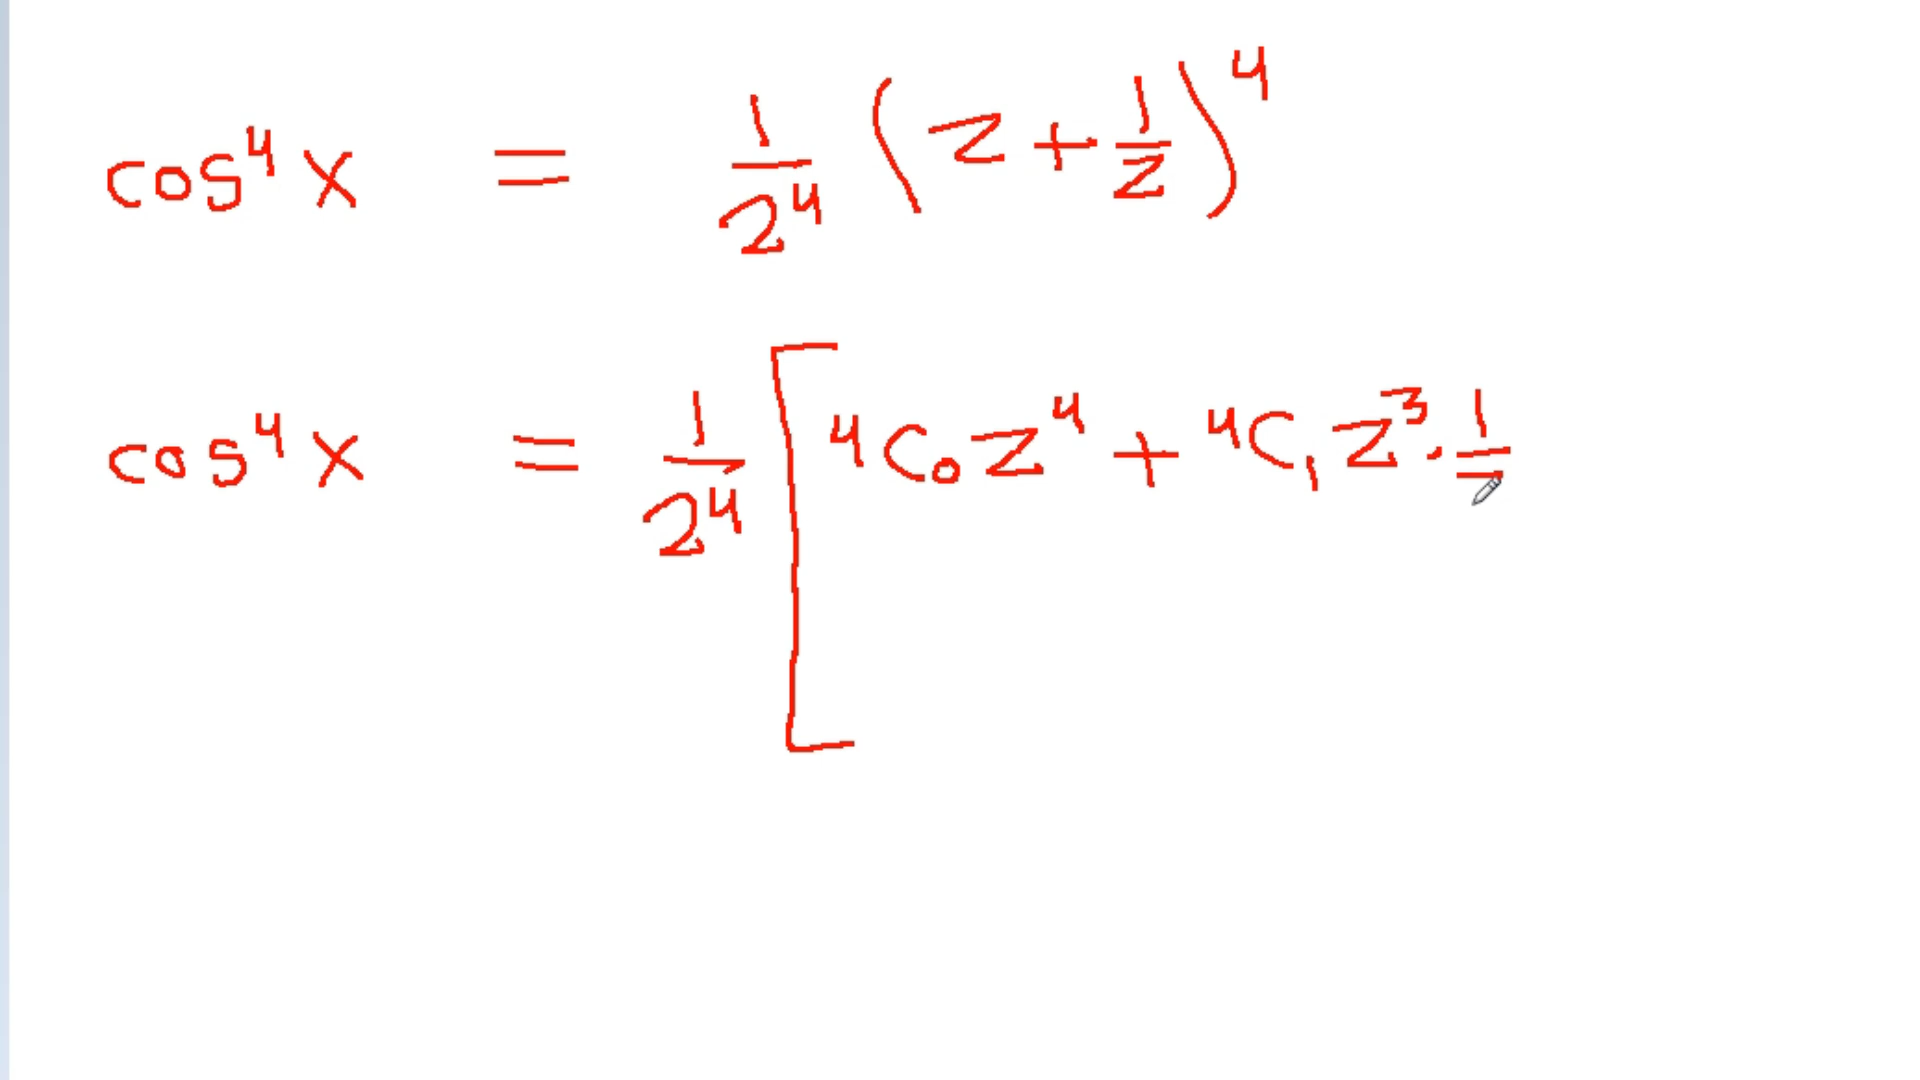 cos⁴x = 1/2⁴ (z + 1/z)⁴
cos⁴x = 1/2⁴ [ ⁴C₀z⁴ + ⁴C₁z³ · 1/